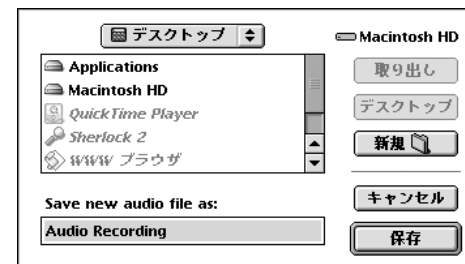 デスクトップ
Macintosh HD
Applications
Macintosh HD
QuickTime Player
Sherlock 2
WWW ブラウザ
取り出し
デスクトップ
新規
キャンセル
保存
Save new audio file as:
Audio Recording